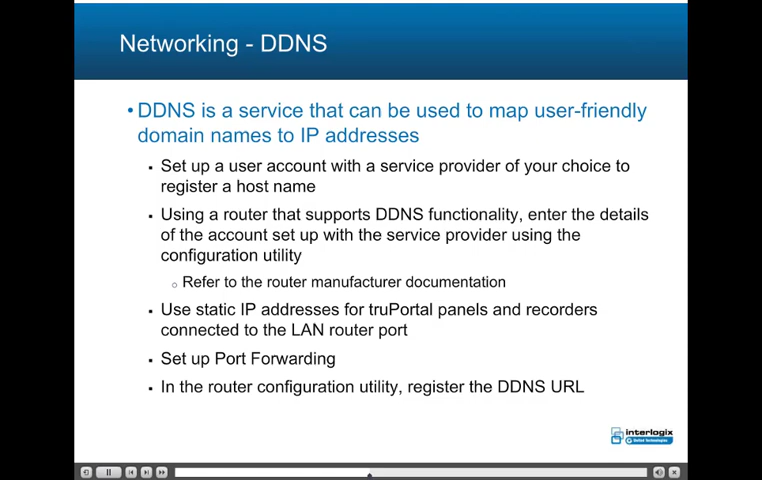 Networking - DDNS
• DDNS is a service that can be used to map user-friendly
domain names to IP addresses
▪ Set up a user account with a service provider of your choice to
register a host name
▪ Using a router that supports DDNS functionality, enter the details
of the account set up with the service provider using the
configuration utility
○ Refer to the router manufacturer documentation
▪ Use static IP addresses for truPortal panels and recorders
connected to the LAN router port
▪ Set up Port Forwarding
▪ In the router configuration utility, register the DDNS URL
interlogix
United Technologies